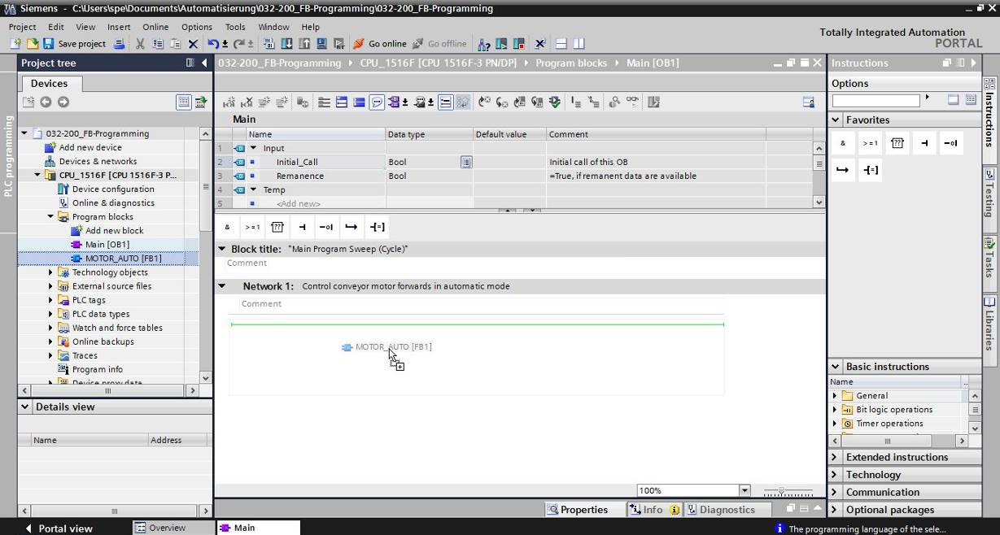 Siemens - C:\Users\spe\Documents\Automatisierung\032-200_FB-Programming\032-200_FB-Programming
Project Edit View Insert Online Options Tools Window Help
Totally Integrated Automation
PORTAL
Save project Go online Go offline
Project tree
Devices
PLC programming
032-200_FB-Programming
Add new device
Devices & networks
CPU_1516F [CPU 1516F-3 P...
Device configuration
Online & diagnostics
Program blocks
Add new block
Main [OB1]
MOTOR_AUTO [FB1]
Technology objects
External source files
PLC tags
PLC data types
Watch and force tables
Online backups
Traces
Program info
Device proxy data
Details view
Name Address
032-200_FB-Programming CPU_1516F [CPU 1516F-3 PN/DP] Program blocks Main [OB1]
Main
Name Data type Default value Comment
1 Input
2 Initial_Call Bool Initial call of this OB
3 Remanence Bool =True, if remanent data are available
4 Temp
5 <Add new>
& >=1 ??
Block title: "Main Program Sweep (Cycle)"
Comment
Network 1: Control conveyor motor forwards in automatic mode
Comment
MOTOR_AUTO [FB1]
100%
Properties Info Diagnostics
Instructions
Options
Favorites
& >=1 ??
Basic instructions
Name ..
General
Bit logic operations
Timer operations
Extended instructions
Technology
Communication
Optional packages
Instructions
Testing
Tasks
Libraries
Portal view Overview Main
The programming language of the sele...